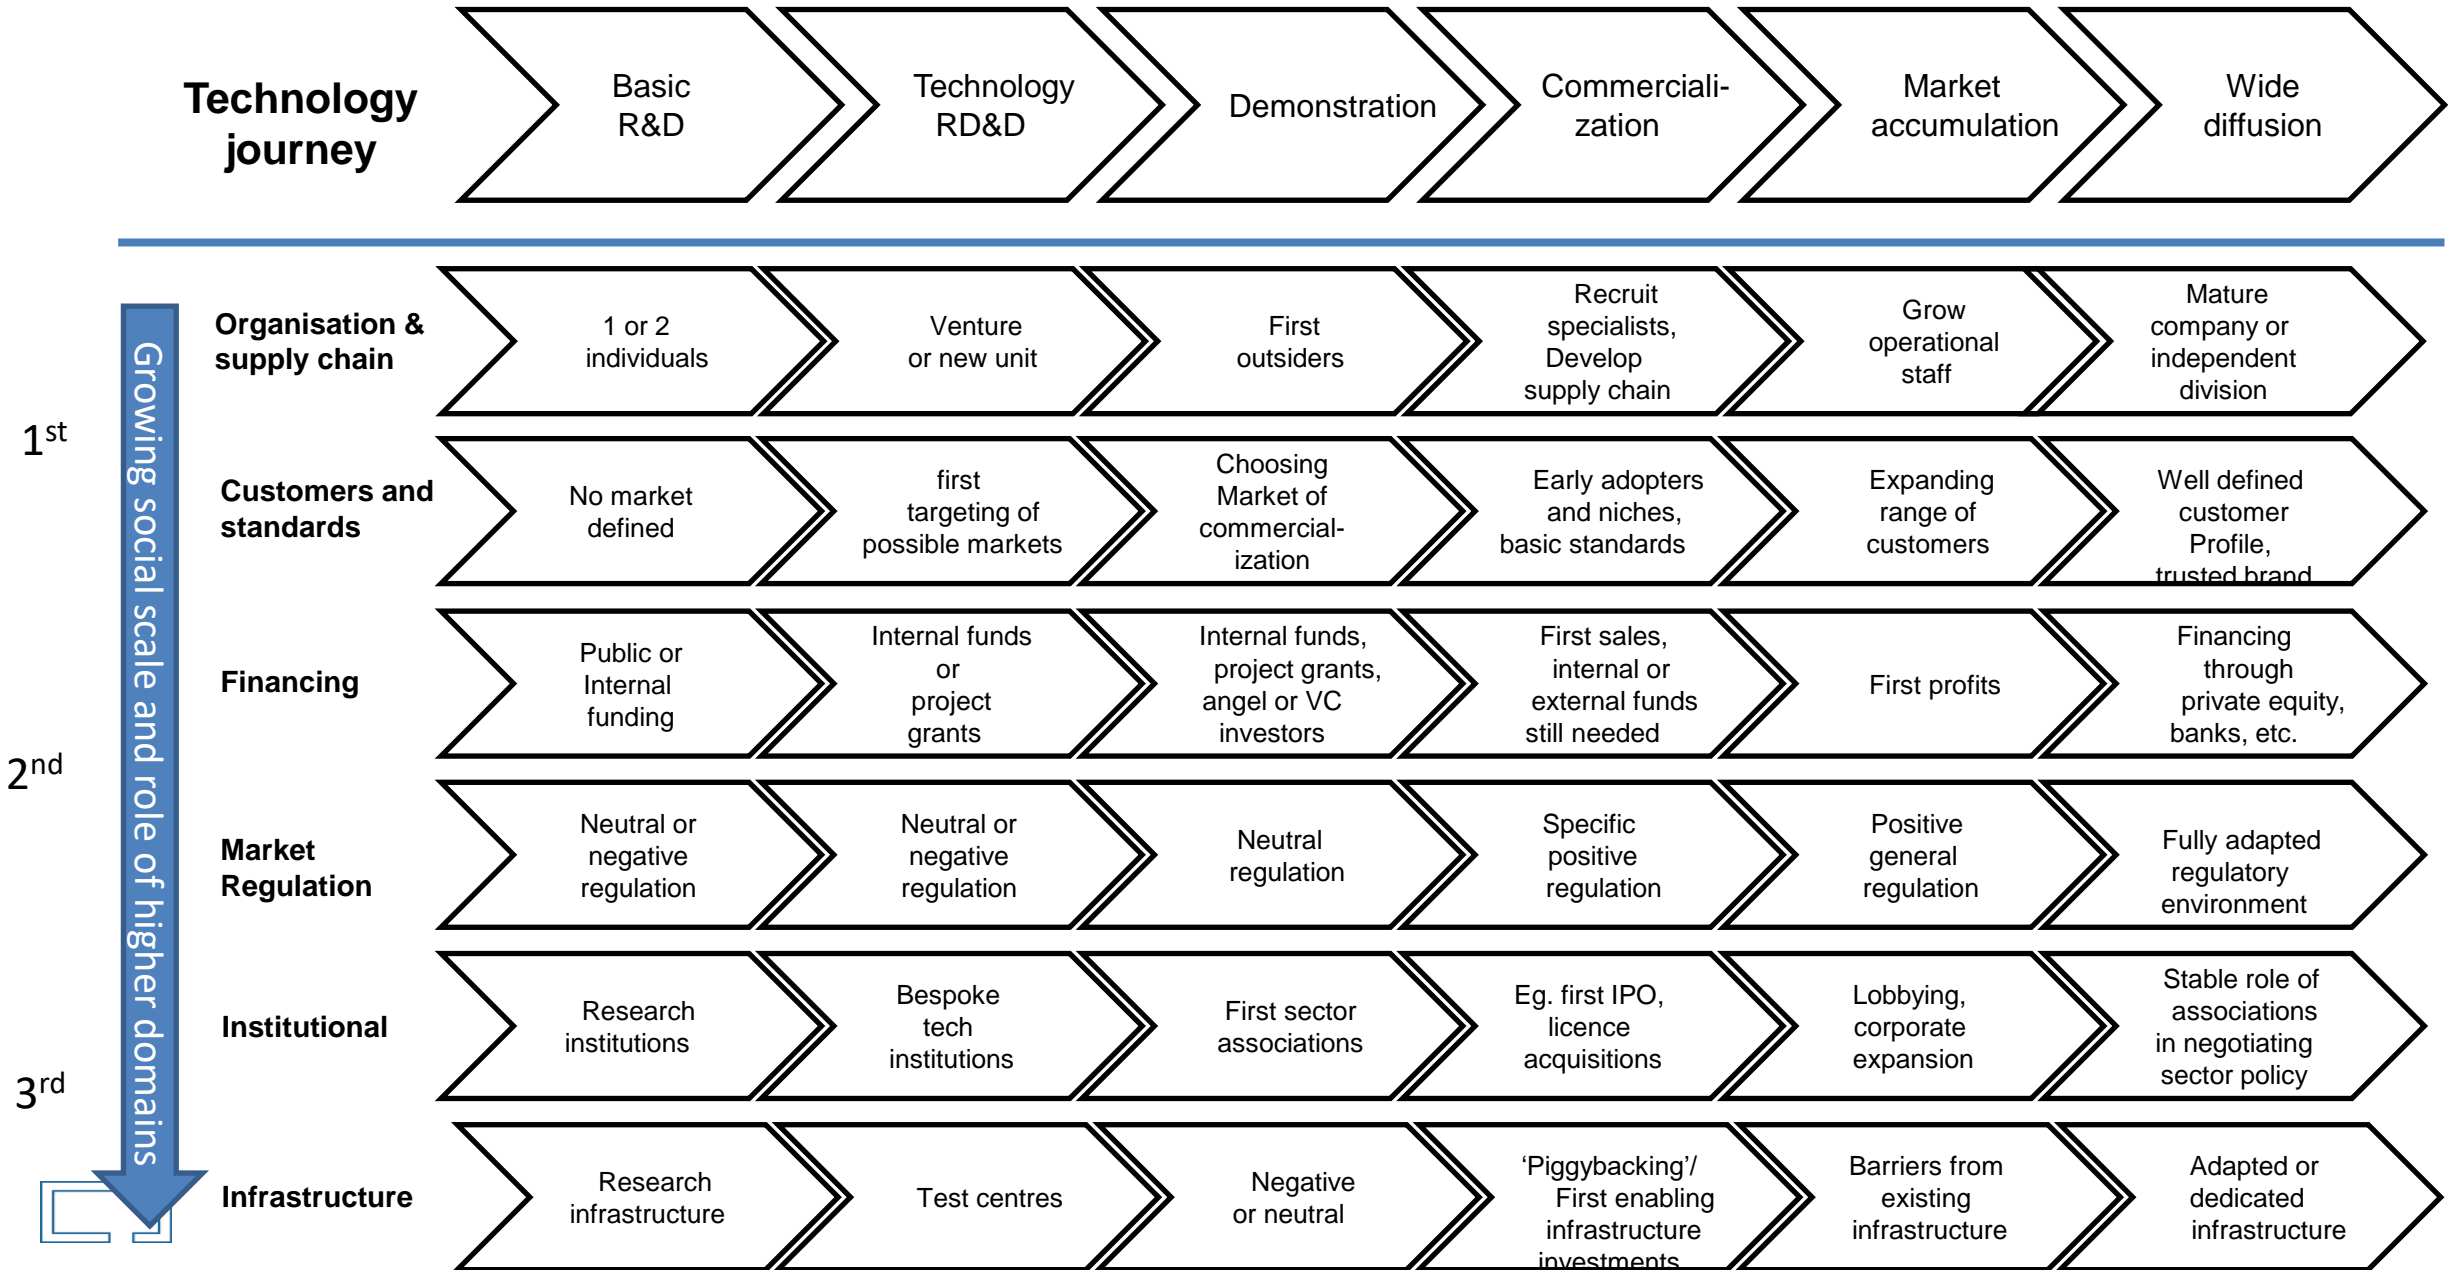 Technology
journey
Basic
R&D
Technology
RD&D
Demonstration
Commerciali-
zation
Market
accumulation
Wide
diffusion
Growing social scale and role of higher domains
1st
2nd
3rd
Organisation &
supply chain
1 or 2
individuals
Venture
or new unit
First
outsiders
Recruit
specialists,
Develop
supply chain
Grow
operational
staff
Mature
company or
independent
division
Customers and
standards
No market
defined
first
targeting of
possible markets
Choosing
Market of
commercial-
ization
Early adopters
and niches,
basic standards
Expanding
range of
customers
Well defined
customer
Profile,
trusted brand
Financing
Public or
Internal
funding
Internal funds
or
project
grants
Internal funds,
project grants,
angel or VC
investors
First sales,
internal or
external funds
still needed
First profits
Financing
through
private equity,
banks, etc.
Market
Regulation
Neutral or
negative
regulation
Neutral or
negative
regulation
Neutral
regulation
Specific
positive
regulation
Positive
general
regulation
Fully adapted
regulatory
environment
Institutional
Research
institutions
Bespoke
tech
institutions
First sector
associations
Eg. first IPO,
licence
acquisitions
Lobbying,
corporate
expansion
Stable role of
associations
in negotiating
sector policy
Infrastructure
Research
infrastructure
Test centres
Negative
or neutral
‘Piggybacking’/
First enabling
infrastructure
investments
Barriers from
existing
infrastructure
Adapted or
dedicated
infrastructure